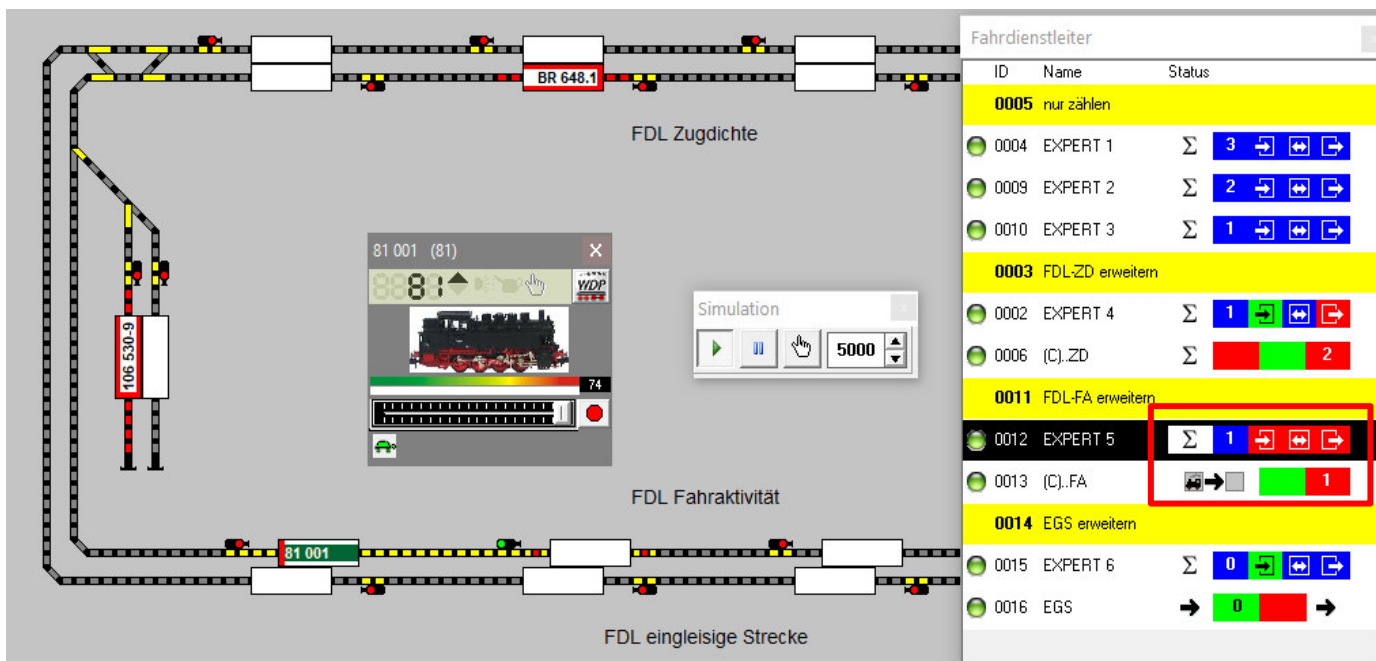 BR 648.1
FDL Zugdichte
81 001 (81)
81
WDP
74
Simulation
5000
106 530-9
FDL Fahraktivität
81 001
FDL eingleisige Strecke
Fahrdienstleiter
ID Name Status
0005 nur zählen
0004 EXPERT 1 Σ 3
0009 EXPERT 2 Σ 2
0010 EXPERT 3 Σ 1
0003 FDL-ZD erweitern
0002 EXPERT 4 Σ 1
0006 (C)..ZD Σ 2
0011 FDL-FA erweitern
0012 EXPERT 5 Σ 1
0013 (C)..FA 1
0014 EGS erweitern
0015 EXPERT 6 Σ 0
0016 EGS 0